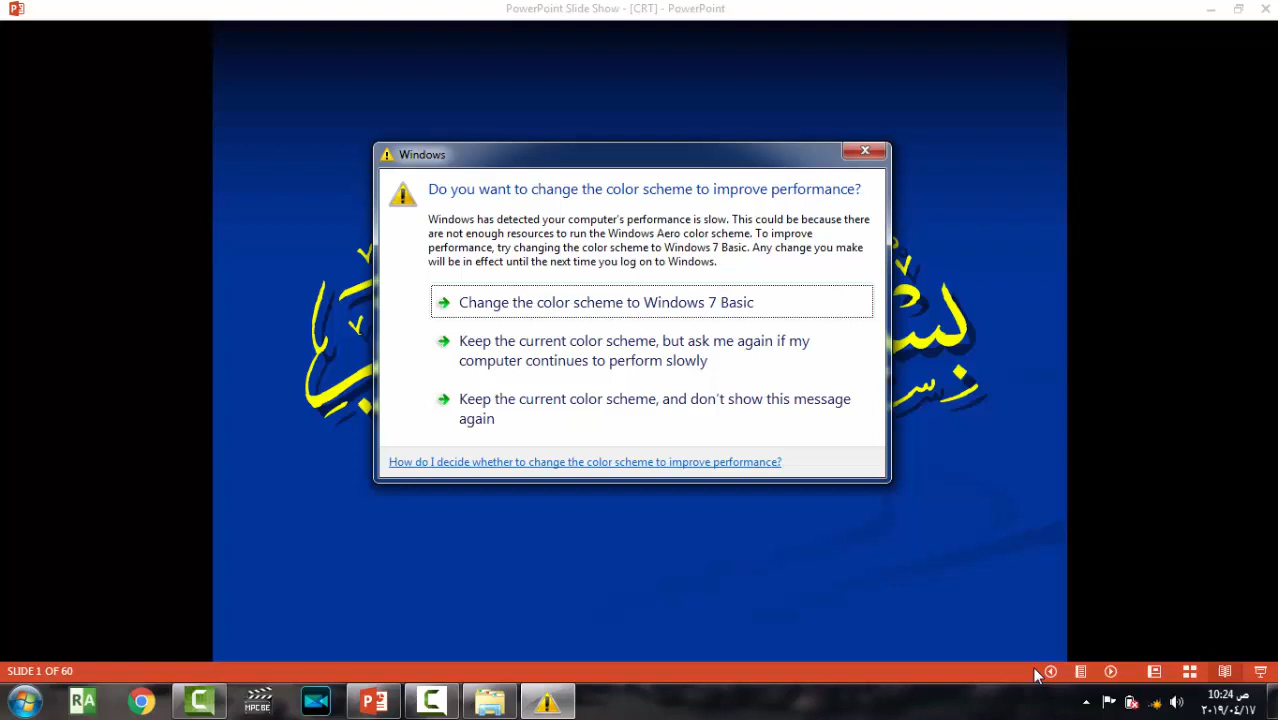 PowerPoint Slide Show - [CRT] - PowerPoint
Windows
Do you want to change the color scheme to improve performance?
Windows has detected your computer's performance is slow. This could be because there
are not enough resources to run the Windows Aero color scheme. To improve
performance, try changing the color scheme to Windows 7 Basic. Any change you make
will be in effect until the next time you log on to Windows.
Change the color scheme to Windows 7 Basic
Keep the current color scheme, but ask me again if my
computer continues to perform slowly
Keep the current color scheme, and don't show this message
again
How do I decide whether to change the color scheme to improve performance?
SLIDE 1 OF 60
RA
MPC BE
10:24 ص
٢٠١٩/٠٤/١٧